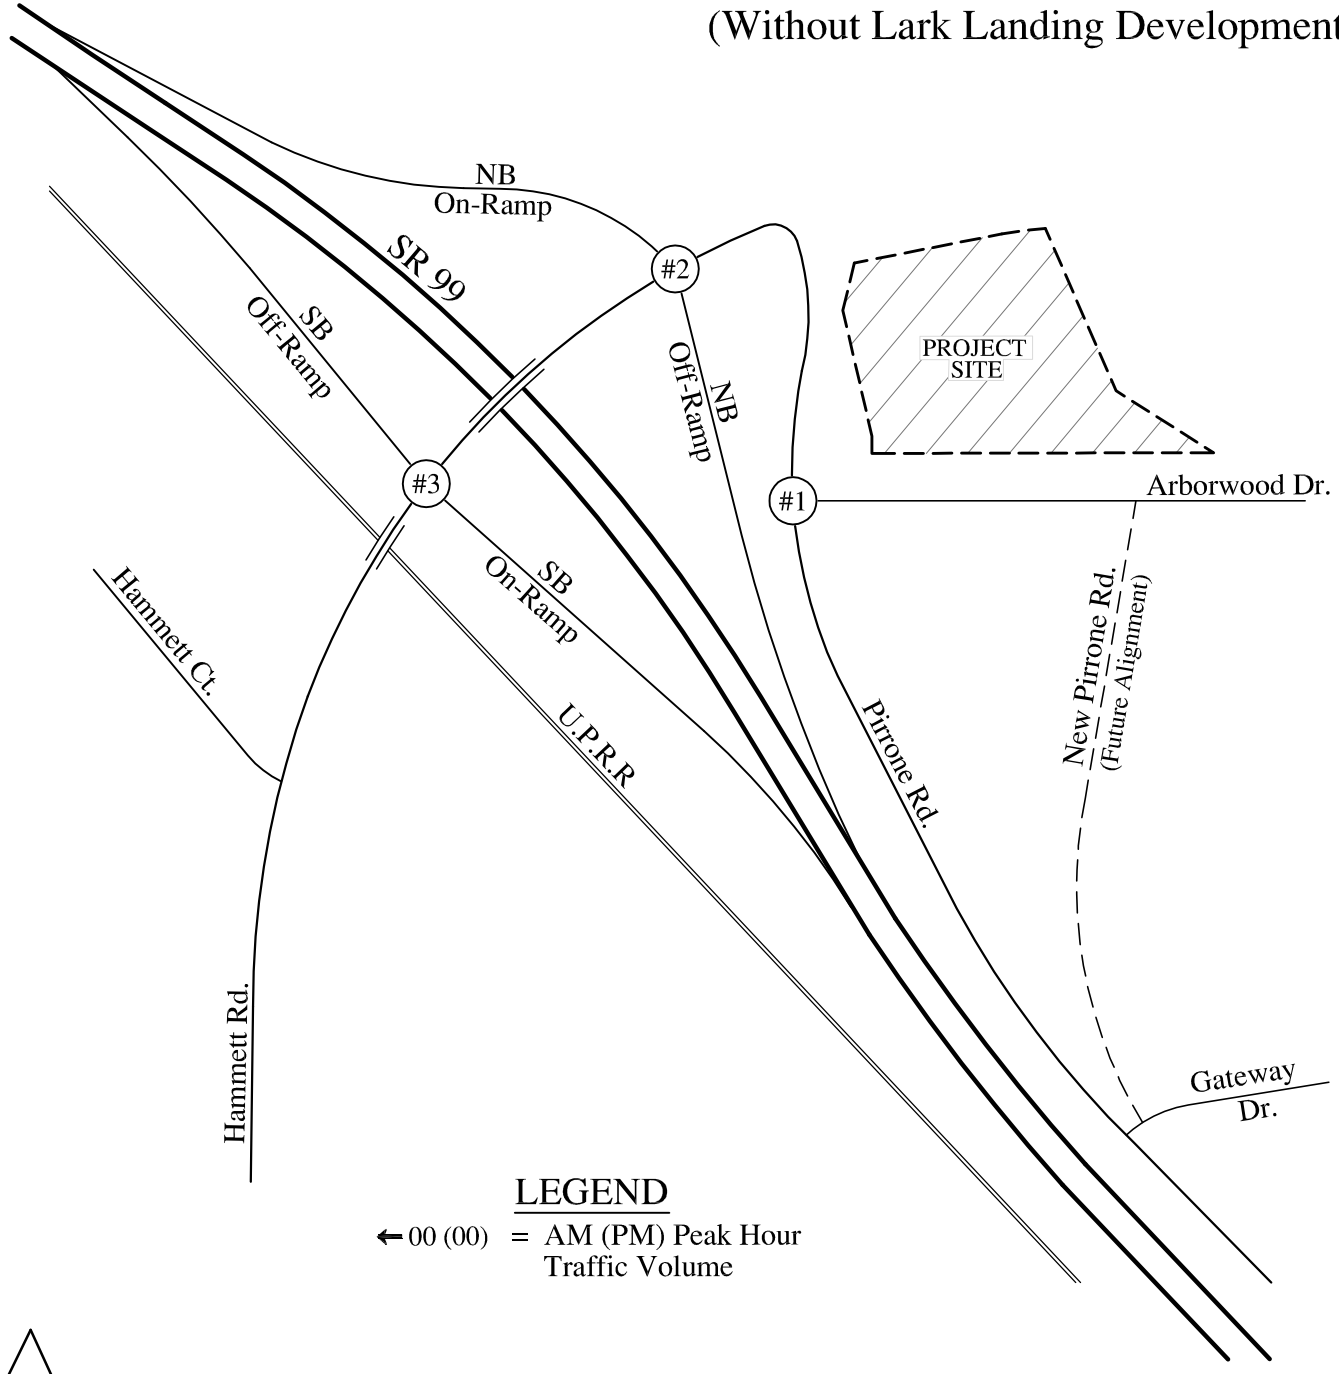 (Without Lark Landing Development
NB
On-Ramp
SR 99
#2
SB
Off-Ramp
PROJECT
SITE
NB
Off-Ramp
#3
#1
Arborwood Dr.
SB
On-Ramp
Hammett Ct.
New Pirrone Rd.
(Future Alignment)
U.P.R.R
Pirrone Rd.
Hammett Rd.
Gateway
Dr.
LEGEND
00 (00) = AM (PM) Peak Hour
Traffic Volume